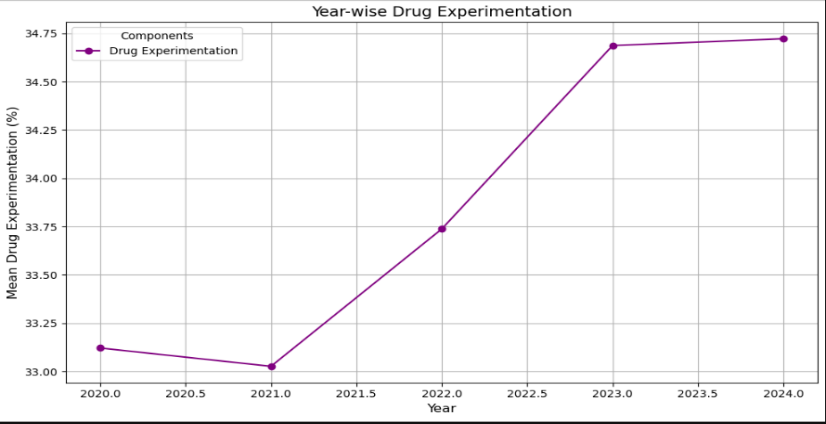 Year-wise Drug Experimentation
Components
Drug Experimentation
Mean Drug Experimentation (%)
34.75
34.50
34.25
34.00
33.75
33.50
33.25
33.00
2020.0 2020.5 2021.0 2021.5 2022.0 2022.5 2023.0 2023.5 2024.0
Year